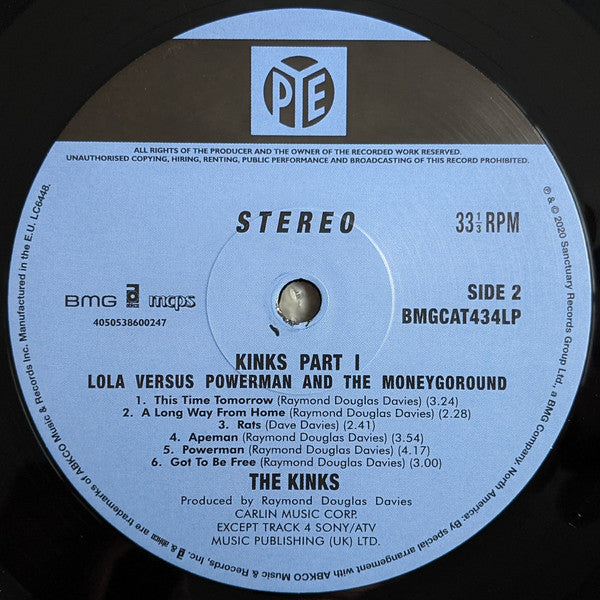 PYE
ALL RIGHTS OF THE PRODUCER AND THE OWNER OF THE RECORDED WORK RESERVED.
UNAUTHORISED COPYING, HIRING, RENTING, PUBLIC PERFORMANCE AND BROADCASTING OF THIS RECORD PROHIBITED.
STEREO
33 1/3 RPM
BMG abkco mcps
4050538600247
SIDE 2
BMGCAT434LP
KINKS PART I
LOLA VERSUS POWERMAN AND THE MONEYGOROUND
1. This Time Tomorrow (Raymond Douglas Davies) (3.24)
2. A Long Way From Home (Raymond Douglas Davies) (2.28)
3. Rats (Dave Davies) (2.41)
4. Apeman (Raymond Douglas Davies) (3.54)
5. Powerman (Raymond Douglas Davies) (4.17)
6. Got To Be Free (Raymond Douglas Davies) (3.00)
THE KINKS
Produced by Raymond Douglas Davies
CARLIN MUSIC CORP.
EXCEPT TRACK 4 SONY/ATV
MUSIC PUBLISHING (UK) LTD.
℗ & © 2020 Sanctuary Records Group Ltd., a BMG Company. North America: By special arrangement with ABKCO Music & Records Inc. & abkco are trademarks of ABKCO Music & Records Inc. Manufactured in the E.U. LC6448.